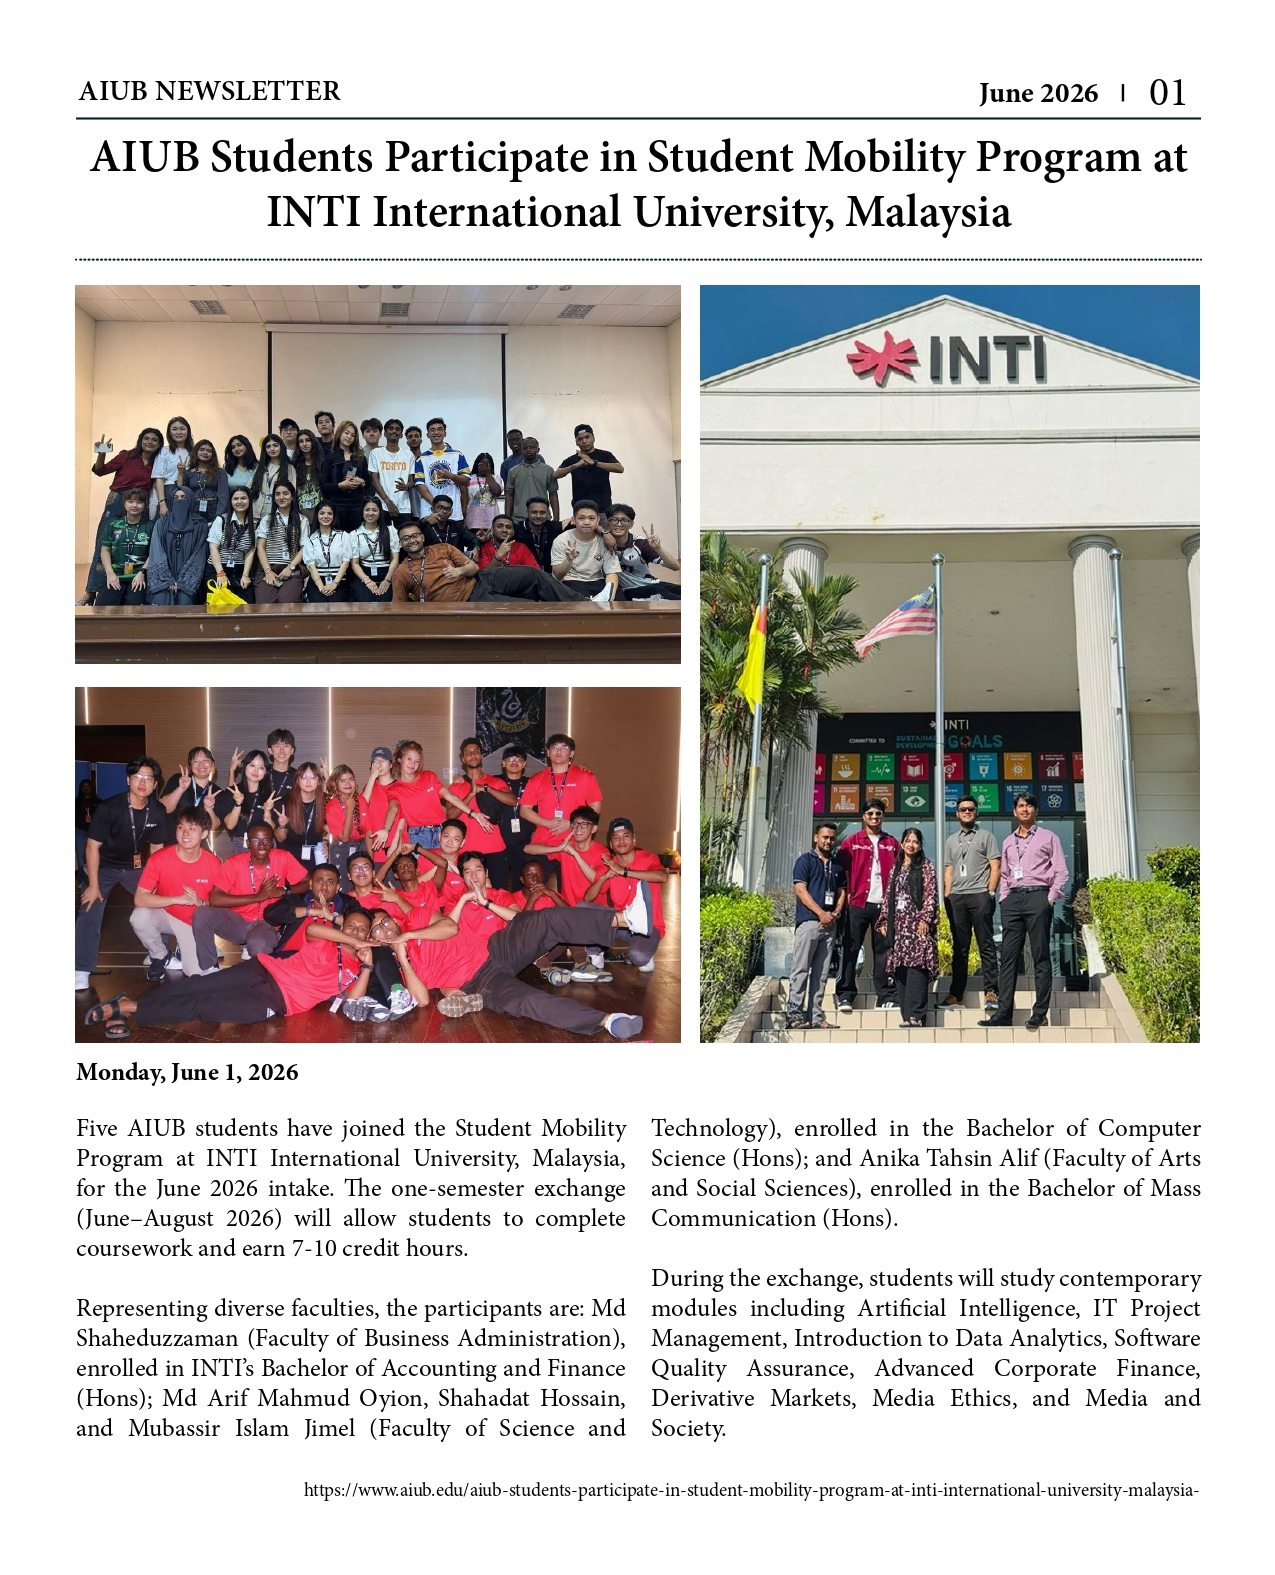 AIUB NEWSLETTER
June 2026 | 01
AIUB Students Participate in Student Mobility Program at
INTI International University, Malaysia
INTI
TOKYO
INTI
COMMITTED TO
SUSTAINABLE
DEVELOPMENT
GOALS
Monday, June 1, 2026
Five AIUB students have joined the Student Mobility
Program at INTI International University, Malaysia,
for the June 2026 intake. The one-semester exchange
(June–August 2026) will allow students to complete
coursework and earn 7-10 credit hours.
Representing diverse faculties, the participants are: Md
Shaheduzzaman (Faculty of Business Administration),
enrolled in INTI’s Bachelor of Accounting and Finance
(Hons); Md Arif Mahmud Oyion, Shahadat Hossain,
and Mubassir Islam Jimel (Faculty of Science and
Technology), enrolled in the Bachelor of Computer
Science (Hons); and Anika Tahsin Alif (Faculty of Arts
and Social Sciences), enrolled in the Bachelor of Mass
Communication (Hons).
During the exchange, students will study contemporary
modules including Artificial Intelligence, IT Project
Management, Introduction to Data Analytics, Software
Quality Assurance, Advanced Corporate Finance,
Derivative Markets, Media Ethics, and Media and
Society.
https://www.aiub.edu/aiub-students-participate-in-student-mobility-program-at-inti-international-university-malaysia-